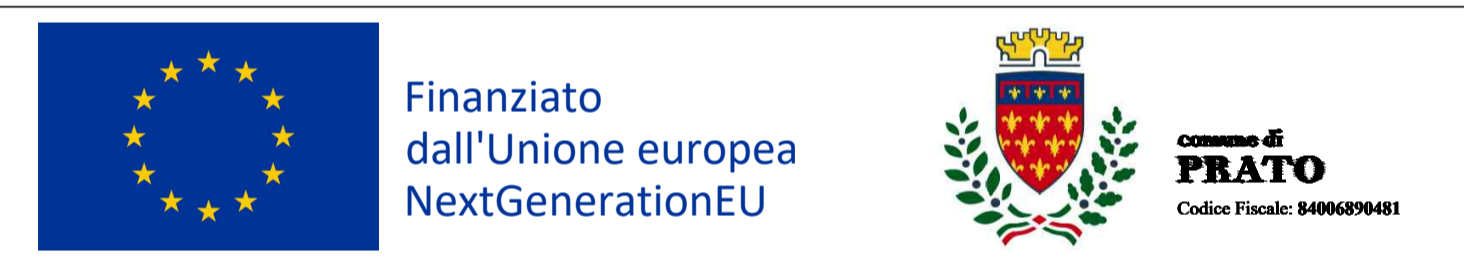 Finanziato
dall'Unione europea
NextGenerationEU
comune di
PRATO
Codice Fiscale: 84006890481